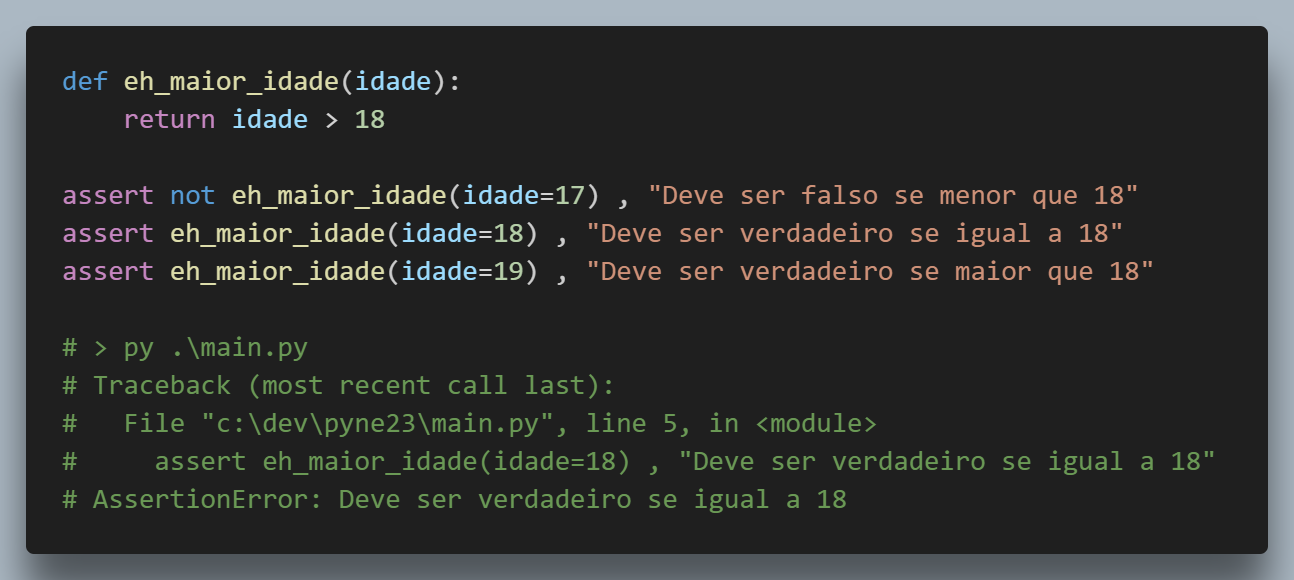 def eh_maior_idade(idade):
    return idade > 18
assert not eh_maior_idade(idade=17) , "Deve ser falso se menor que 18"
assert eh_maior_idade(idade=18) , "Deve ser verdadeiro se igual a 18"
assert eh_maior_idade(idade=19) , "Deve ser verdadeiro se maior que 18"
# > py .\main.py
# Traceback (most recent call last):
#   File "c:\dev\pyne23\main.py", line 5, in <module>
#     assert eh_maior_idade(idade=18) , "Deve ser verdadeiro se igual a 18"
# AssertionError: Deve ser verdadeiro se igual a 18